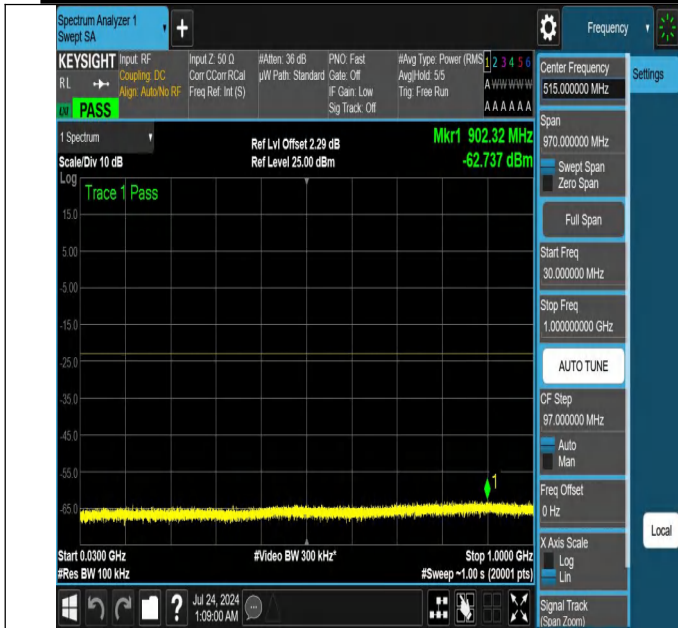 Spectrum Analyzer 1
Swept SA
+
Frequency
KEYSIGHT
RL
PASS
Input: RF
Coupling: DC
Align: Auto/No RF
Input Z: 50 Ω
Corr CCorr RCal
Freq Ref: Int (S)
#Atten: 36 dB
µW Path: Standard
PNO: Fast
Gate: Off
IF Gain: Low
Sig Track: Off
#Avg Type: Power (RMS
Avg|Hold: 5/5
Trig: Free Run
1 2 3 4 5 6
A W W W W W
A A A A A A
1 Spectrum
Scale/Div 10 dB
Ref Lvl Offset 2.29 dB
Ref Level 25.00 dBm
Mkr1 902.32 MHz
-62.737 dBm
Log
Trace 1 Pass
15.0
5.00
-5.00
-15.0
-25.0
-35.0
-45.0
-55.0
-65.0
1
Start 0.0300 GHz
#Res BW 100 kHz
#Video BW 300 kHz*
Stop 1.0000 GHz
#Sweep ~1.00 s (20001 pts)
Center Frequency
515.000000 MHz
Settings
Span
970.000000 MHz
Swept Span
Zero Span
Full Span
Start Freq
30.000000 MHz
Stop Freq
1.000000000 GHz
AUTO TUNE
CF Step
97.000000 MHz
Auto
Man
Freq Offset
0 Hz
Local
X Axis Scale
Log
Lin
Signal Track
(Span Zoom)
?
Jul 24, 2024
1:09:00 AM